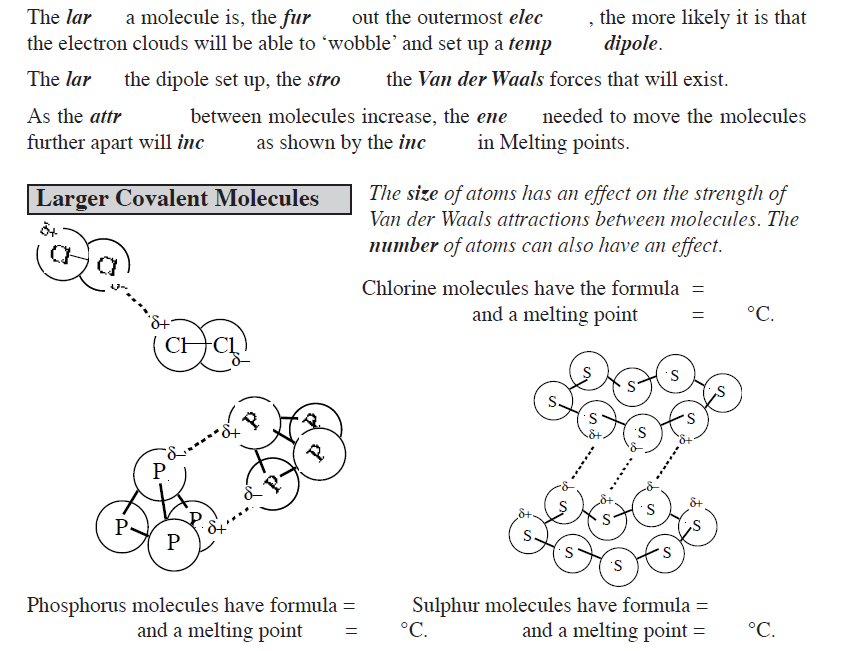 The lar a molecule is, the fur out the outermost elec , the more likely it is that
the electron clouds will be able to ‘wobble’ and set up a temp dipole.
The lar the dipole set up, the stro the Van der Waals forces that will exist.
As the attr between molecules increase, the ene needed to move the molecules
further apart will inc as shown by the inc in Melting points.
Larger Covalent Molecules
The size of atoms has an effect on the strength of
Van der Waals attractions between molecules. The
number of atoms can also have an effect.
δ+
Cl Cl
δ–
δ+
Cl Cl
δ–
Chlorine molecules have the formula =
and a melting point = °C.
P P P P
δ+
δ–
δ–
P P P P
δ+
S S S S S S S S
δ+ δ– δ+
δ– δ+ δ– δ+ δ+
S S S S S S S S
Phosphorus molecules have formula =
and a melting point = °C.
Sulphur molecules have formula =
and a melting point = °C.